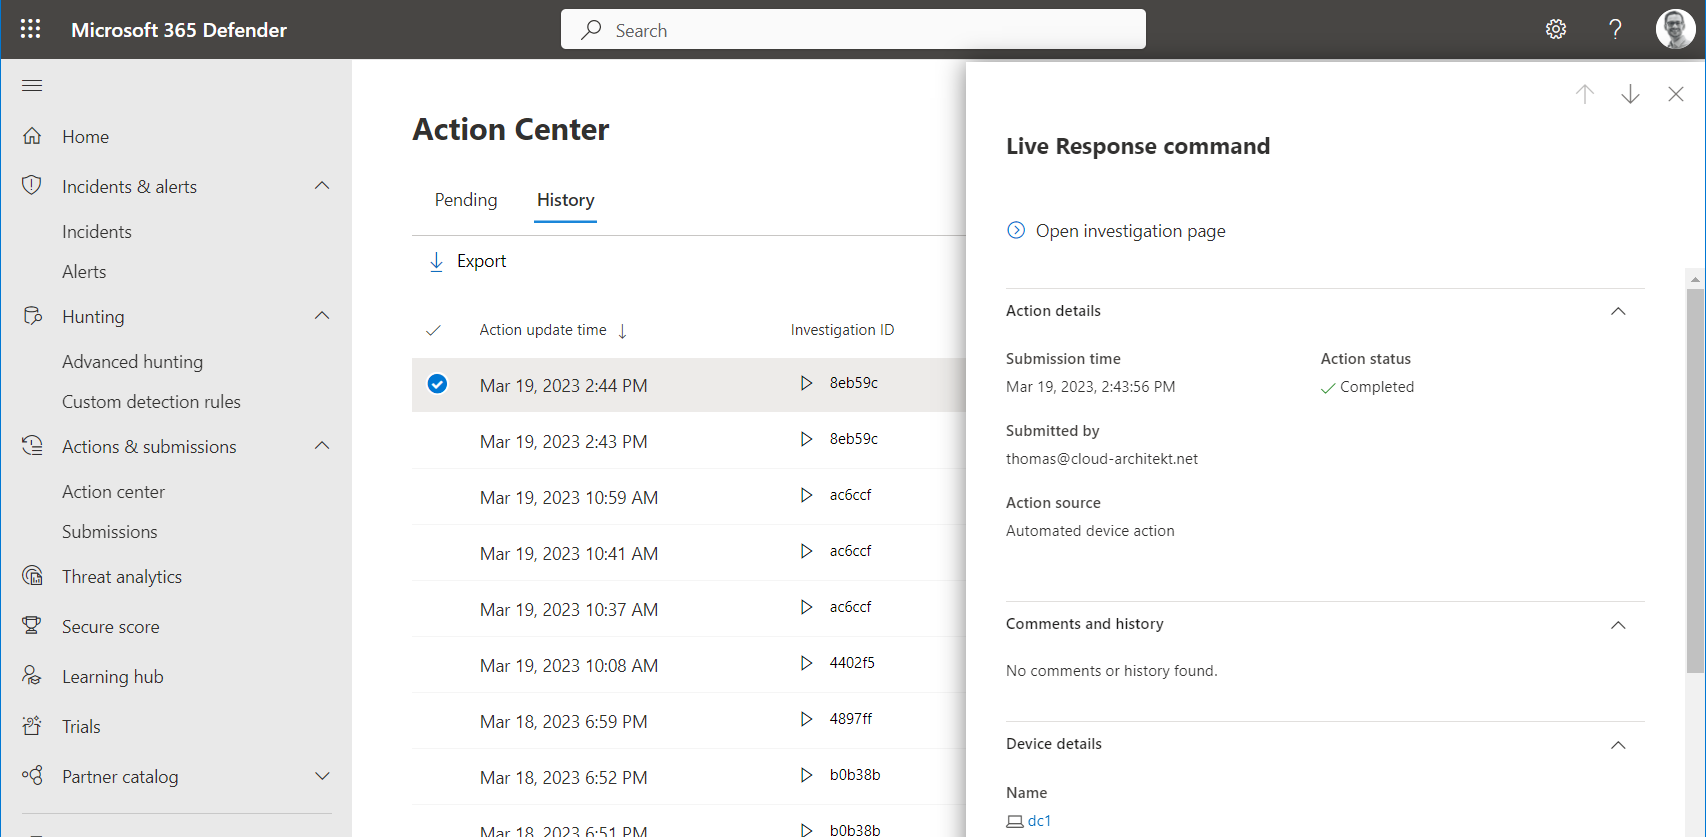 Microsoft 365 Defender
Search
Home
Incidents & alerts
Incidents
Alerts
Hunting
Advanced hunting
Custom detection rules
Actions & submissions
Action center
Submissions
Threat analytics
Secure score
Learning hub
Trials
Partner catalog
Action Center
Pending History
Export
Action update time Investigation ID
Mar 19, 2023 2:44 PM 8eb59c
Mar 19, 2023 2:43 PM 8eb59c
Mar 19, 2023 10:59 AM ac6ccf
Mar 19, 2023 10:41 AM ac6ccf
Mar 19, 2023 10:37 AM ac6ccf
Mar 19, 2023 10:08 AM 4402f5
Mar 18, 2023 6:59 PM 4897ff
Mar 18, 2023 6:52 PM b0b38b
Mar 18, 2023 6:51 PM b0b38b
Live Response command
Open investigation page
Action details
Submission time Action status
Mar 19, 2023, 2:43:56 PM Completed
Submitted by
thomas@cloud-architekt.net
Action source
Automated device action
Comments and history
No comments or history found.
Device details
Name
dc1